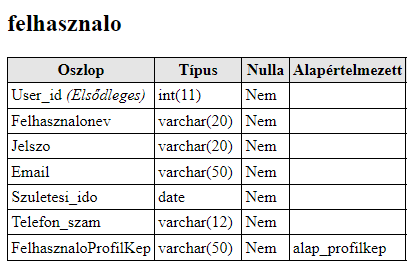 felhasznalo
Oszlop Típus Nulla Alapértelmezett
User_id (Elsődleges) int(11) Nem
Felhasznalonev varchar(20) Nem
Jelszo varchar(20) Nem
Email varchar(50) Nem
Szuletesi_ido date Nem
Telefon_szam varchar(12) Nem
FelhasznaloProfilKep varchar(50) Nem alap_profilkep